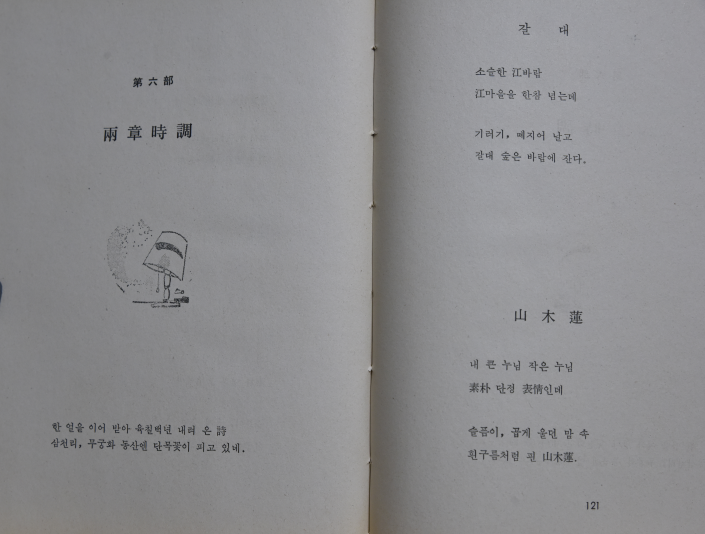 第六部
兩章時調
한 얼을 이어 받아 육칠백년 내려 온 詩
삼천리, 무궁화 동산엔 단목꽃이 피고 있네.
갈대
소슬한 江바람
江마을을 한참 넘는데
기러기, 떼지어 날고
갈대 숲은 바람에 잔다.
山木蓮
내 큰 누님 작은 누님
素朴 단정 表情인데
슬픔이, 곱게 울던 맘 속
흰구름처럼 핀 山木蓮.
121